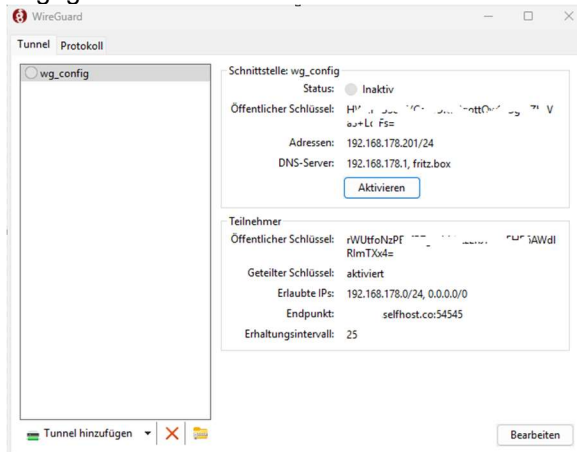 WireGuard
Tunnel Protokoll
wg_config
Schnittstelle: wg_config
Status: Inaktiv
Öffentlicher Schlüssel:
Adressen: 192.168.178.201/24
DNS-Server: 192.168.178.1, fritz.box
Aktivieren
Teilnehmer
Öffentlicher Schlüssel:
RlmTXx4=
Geteilter Schlüssel: aktiviert
Erlaubte IPs: 192.168.178.0/24, 0.0.0.0/0
Endpunkt: selfhost.co:54545
Erhaltungsintervall: 25
Tunnel hinzufügen
Bearbeiten